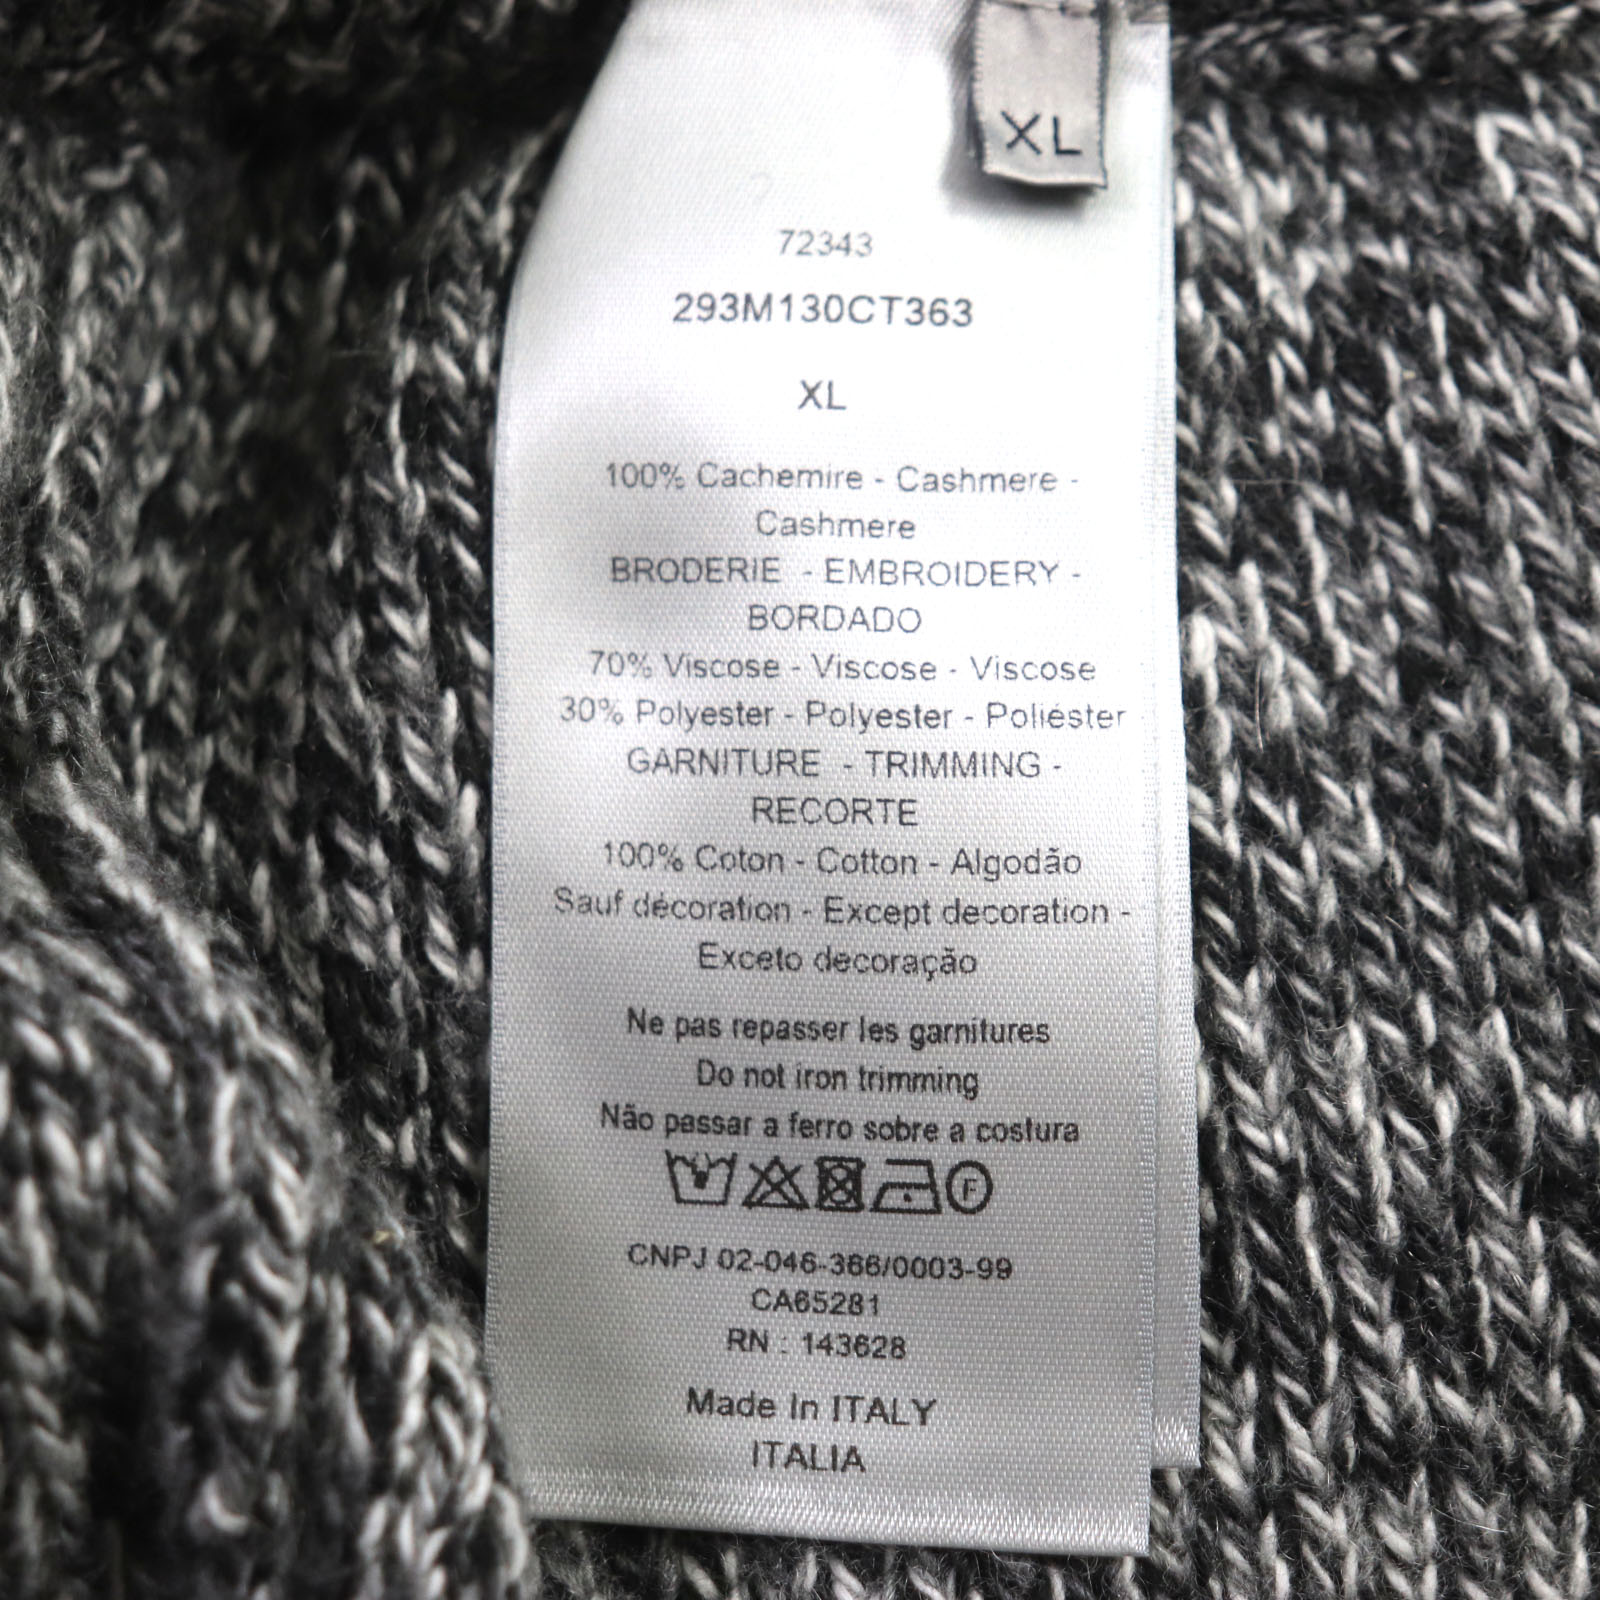 XL
72343
293M130CT363
XL
100% Cachemire - Cashmere -
Cashmere
BRODERIE - EMBROIDERY -
BORDADO
70% Viscose - Viscose - Viscose
30% Polyester - Polyester - Poliéster
GARNITURE - TRIMMING -
RECORTE
100% Coton - Cotton - Algodão
Sauf décoration - Except decoration -
Exceto decoração
Ne pas repasser les garnitures
Do not iron trimming
Não passar a ferro sobre a costura
F
CNPJ 02-046-366/0003-99
CA65281
RN : 143628
Made In ITALY
ITALIA